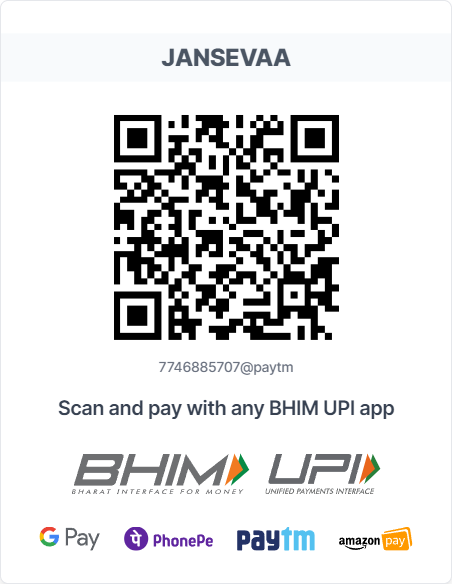 JANSEVAA
7746885707@paytm
Scan and pay with any BHIM UPI app
BHIM UPI
BHARAT INTERFACE FOR MONEY UNIFIED PAYMENTS INTERFACE
G Pay PhonePe paytm amazon pay